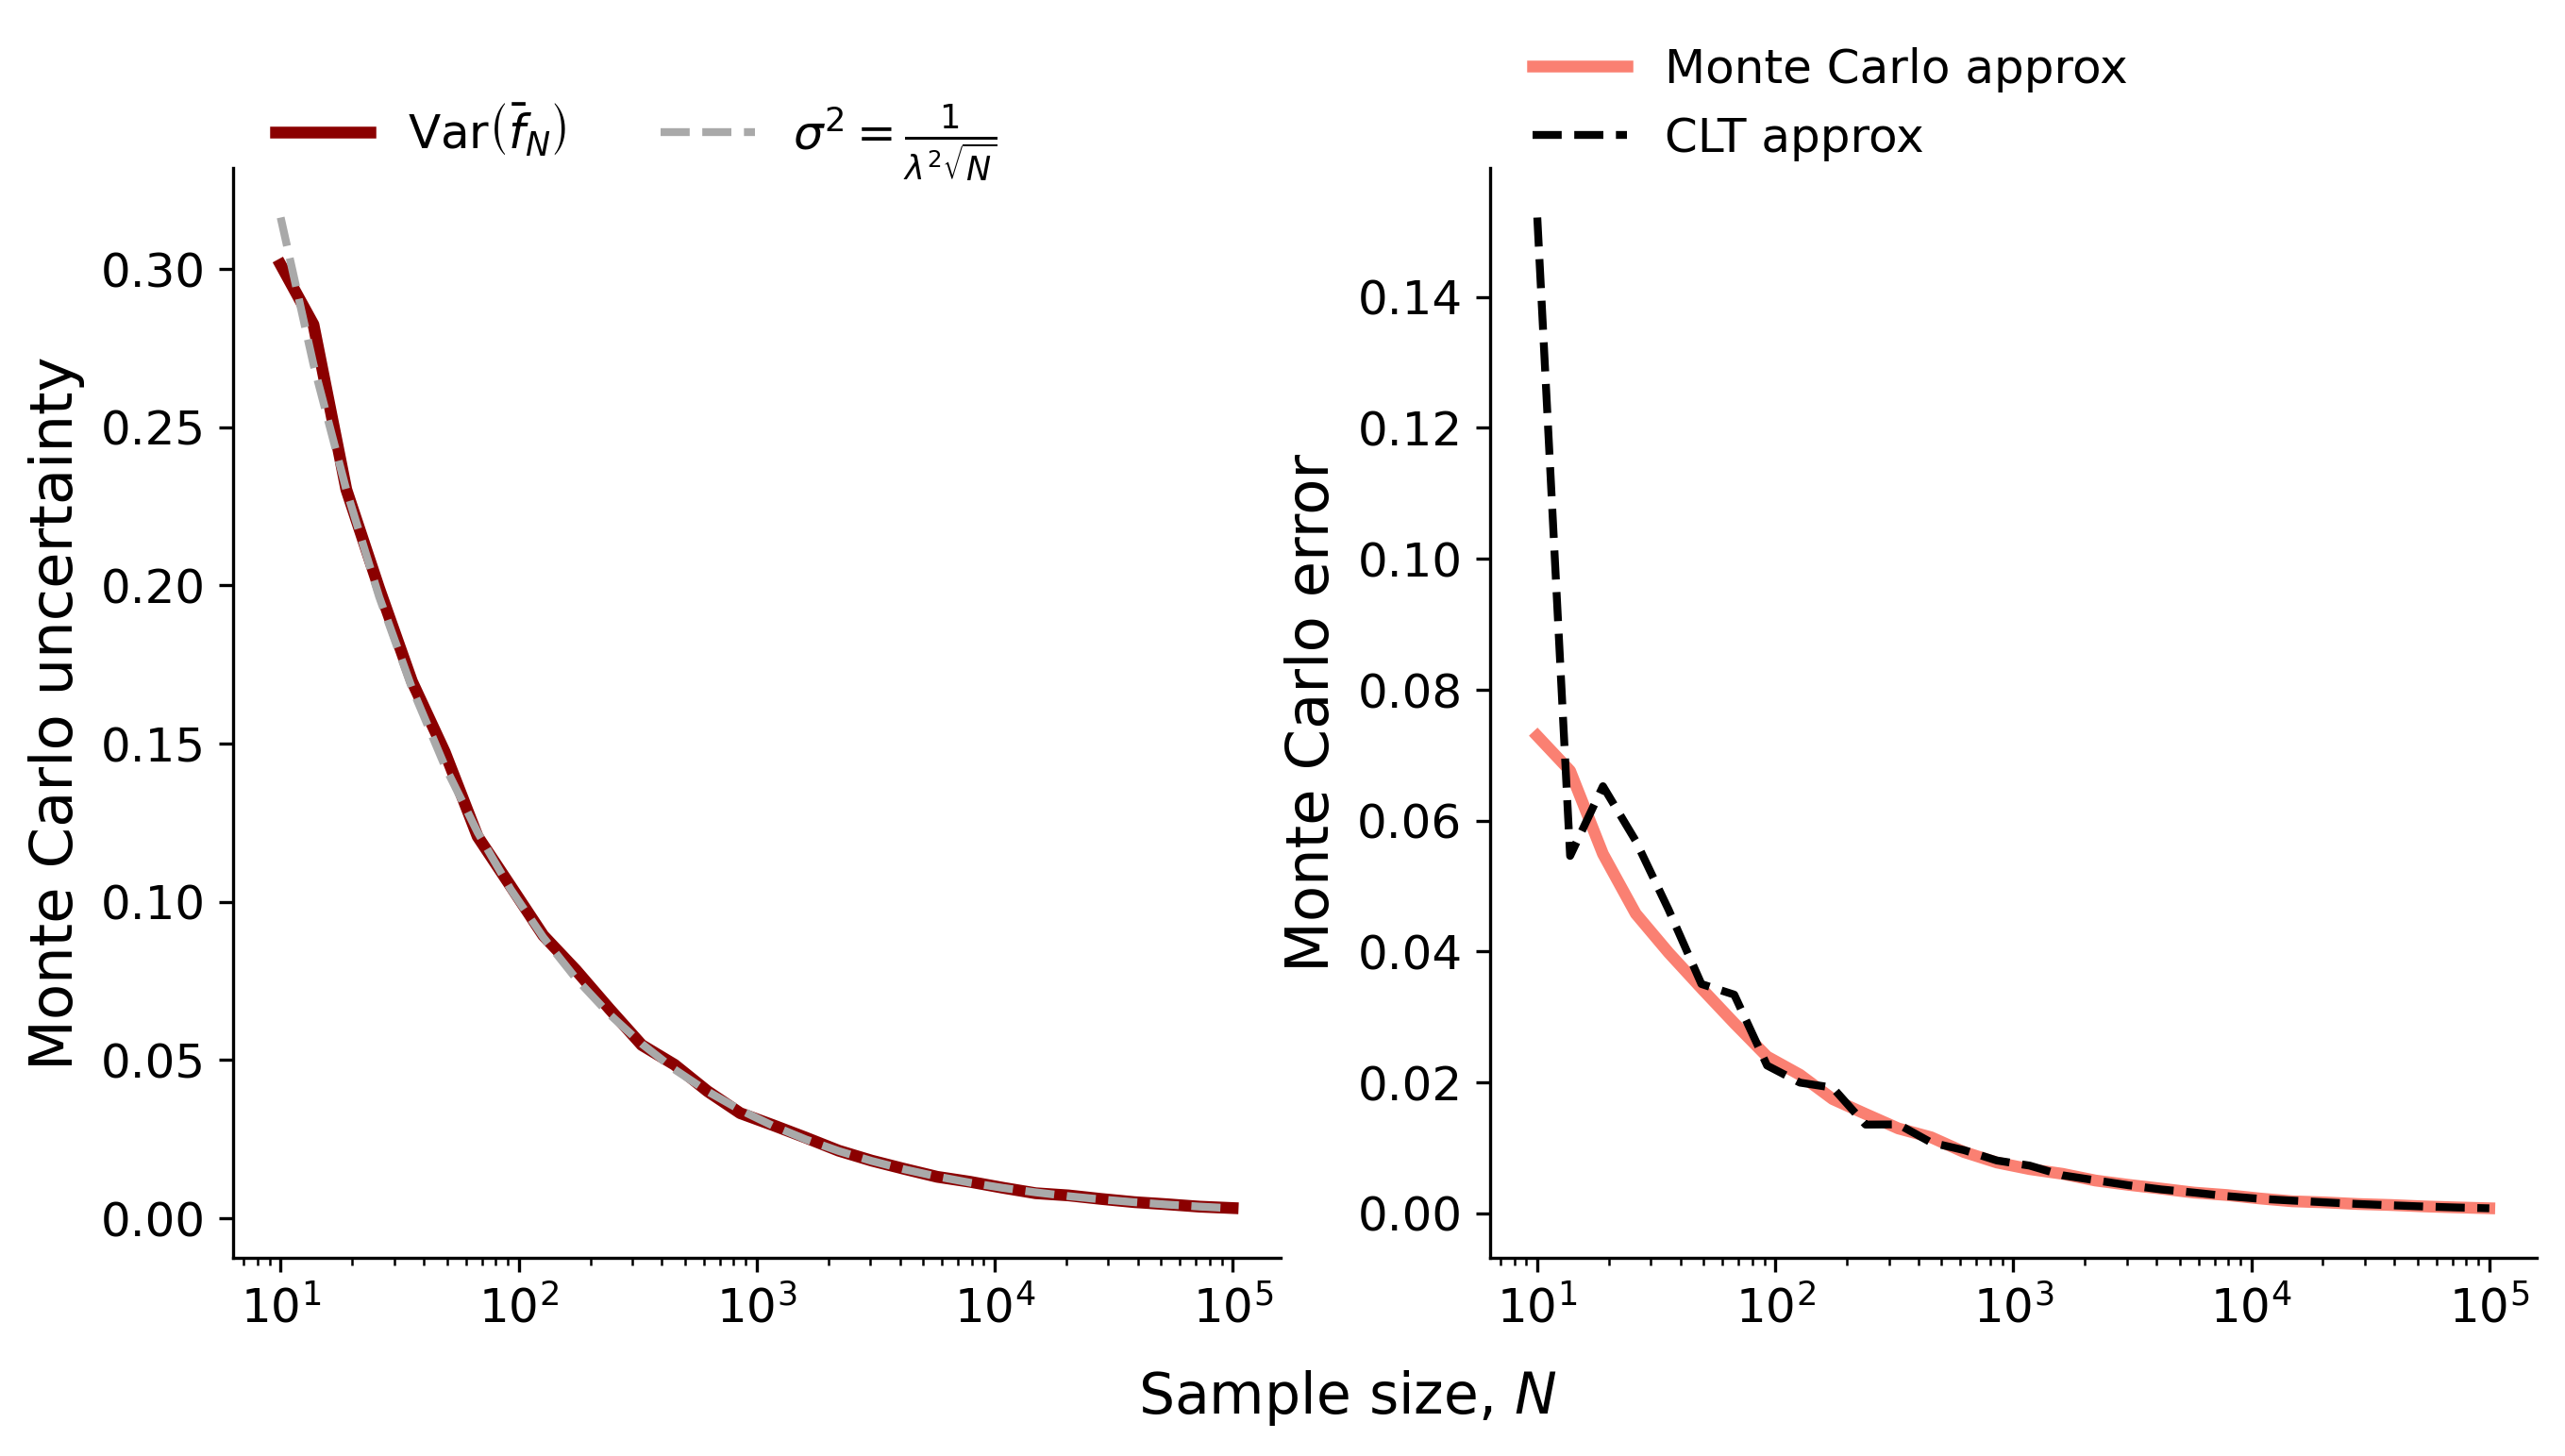 Var(f̄_N)
σ² = 1/(λ²√N)
Monte Carlo uncertainty
0.30
0.25
0.20
0.15
0.10
0.05
0.00
10¹ 10² 10³ 10⁴ 10⁵
Monte Carlo approx
CLT approx
Monte Carlo error
0.14
0.12
0.10
0.08
0.06
0.04
0.02
0.00
10¹ 10² 10³ 10⁴ 10⁵
Sample size, N